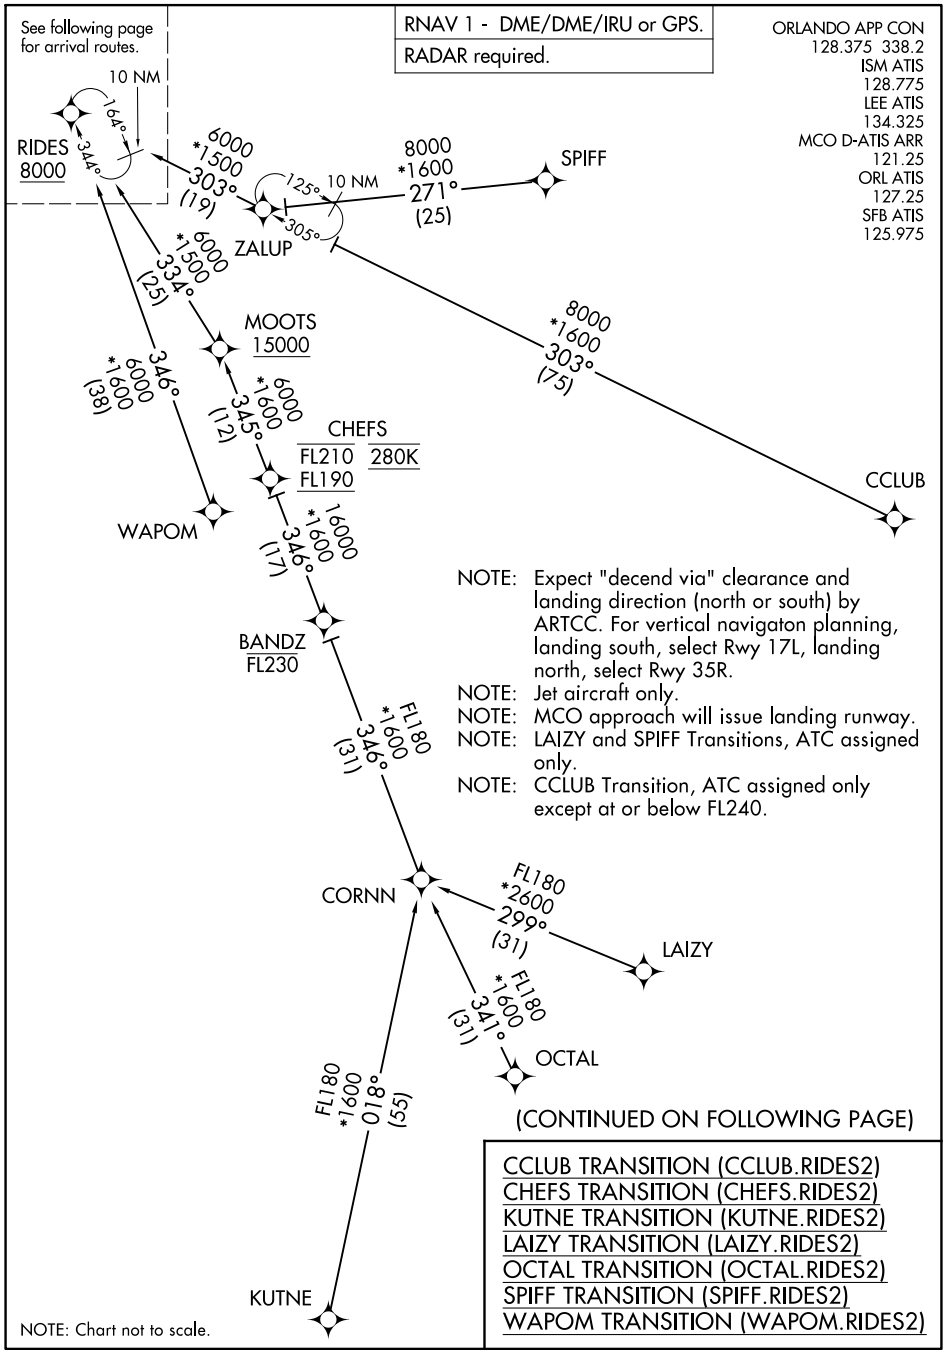 See following page
for arrival routes.
RNAV 1 - DME/DME/IRU or GPS.
RADAR required.
ORLANDO APP CON
128.375 338.2
ISM ATIS
128.775
LEE ATIS
134.325
MCO D-ATIS ARR
121.25
ORL ATIS
127.25
SFB ATIS
125.975
10 NM
164°
344°
RIDES
8000
6000
*1500
303°
(19)
8000
*1600
271°
(25)
SPIFF
125°
10 NM
305°
ZALUP
6000
*1500
334°
(25)
MOOTS
15000
8000
*1600
303°
(75)
CCLUB
346°
6000
*1600
(38)
WAPOM
6000
*1600
345°
(12)
CHEFS
FL210 280K
FL190
16000
*1600
346°
(17)
BANDZ
FL230
NOTE: Expect "decend via" clearance and
landing direction (north or south) by
ARTCC. For vertical navigaton planning,
landing south, select Rwy 17L, landing
north, select Rwy 35R.
NOTE: Jet aircraft only.
NOTE: MCO approach will issue landing runway.
NOTE: LAIZY and SPIFF Transitions, ATC assigned
only.
NOTE: CCLUB Transition, ATC assigned only
except at or below FL240.
FL180
*1600
346°
(31)
CORNN
FL180
*2600
299°
(31)
LAIZY
FL180
*1600
341°
(31)
OCTAL
FL180
*1600
018°
(55)
KUTNE
(CONTINUED ON FOLLOWING PAGE)
CCLUB TRANSITION (CCLUB.RIDES2)
CHEFS TRANSITION (CHEFS.RIDES2)
KUTNE TRANSITION (KUTNE.RIDES2)
LAIZY TRANSITION (LAIZY.RIDES2)
OCTAL TRANSITION (OCTAL.RIDES2)
SPIFF TRANSITION (SPIFF.RIDES2)
WAPOM TRANSITION (WAPOM.RIDES2)
NOTE: Chart not to scale.